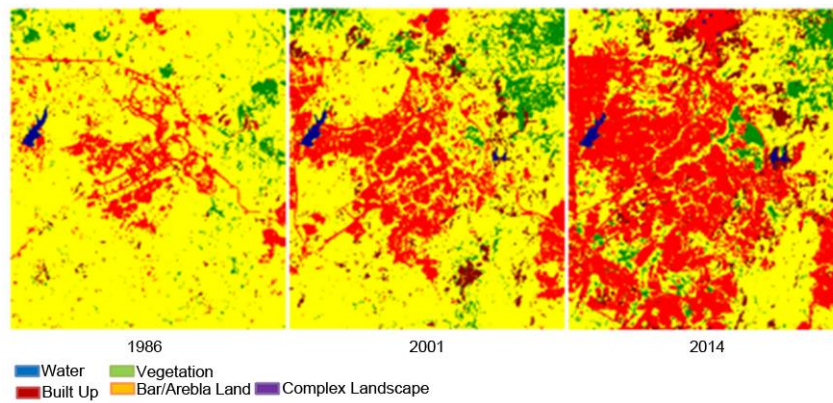 1986 2001 2014
Water Vegetation
Built Up Bar/Arebla Land Complex Landscape